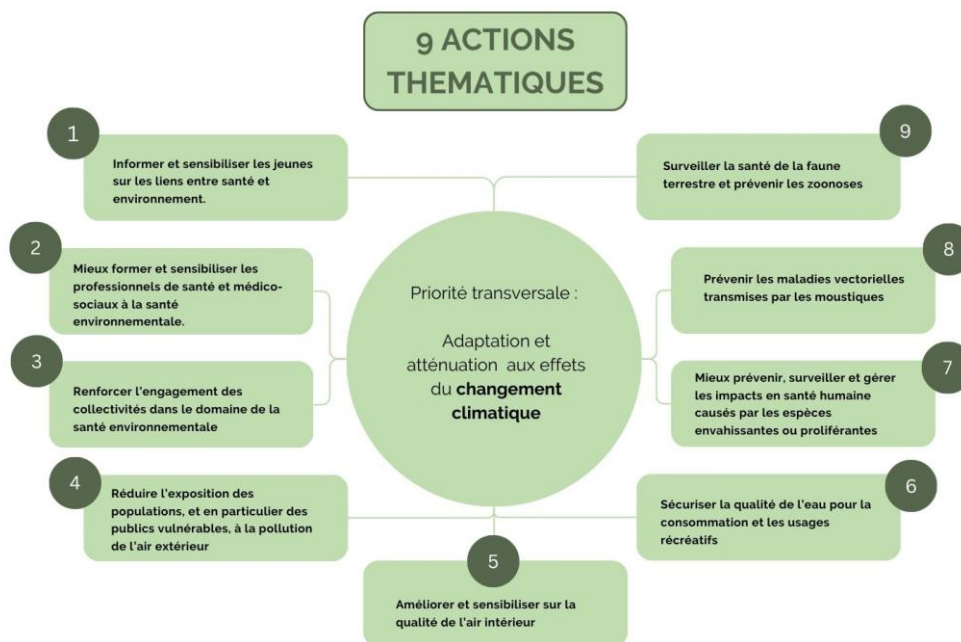 9 ACTIONS
THEMATIQUES
1
Informer et sensibiliser les jeunes
sur les liens entre santé et
environnement.
2
Mieux former et sensibiliser les
professionnels de santé et médico-
sociaux à la santé
environnementale.
3
Renforcer l'engagement des
collectivités dans le domaine de la
santé environnementale
4
Réduire l'exposition des
populations, et en particulier des
publics vulnérables, à la pollution
de l'air extérieur
5
Améliorer et sensibiliser sur la
qualité de l'air intérieur
6
Sécuriser la qualité de l'eau pour la
consommation et les usages
récréatifs
7
Mieux prévenir, surveiller et gérer
les impacts en santé humaine
causés par les espèces
envahissantes ou proliférantes
8
Prévenir les maladies vectorielles
transmises par les moustiques
9
Surveiller la santé de la faune
terrestre et prévenir les zoonoses
Priorité transversale :
Adaptation et
atténuation aux effets
du changement
climatique